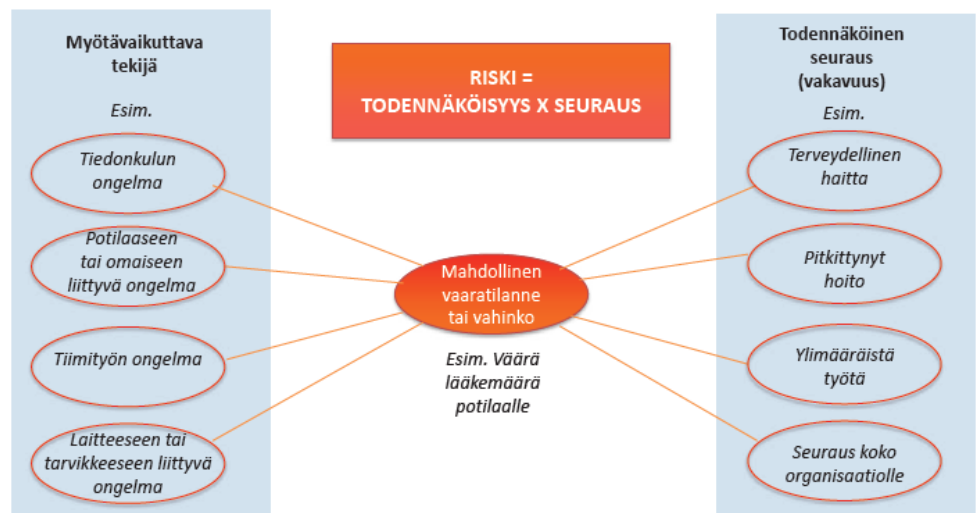 Myötävaikuttava
tekijä
Esim.
Tiedonkulun
ongelma
Potilaaseen
tai omaiseen
liittyvä ongelma
Tiimityön ongelma
Laitteeseen tai
tarvikkeeseen liittyvä
ongelma
RISKI =
TODENNÄKÖISYYS X SEURAUS
Mahdollinen
vaaratilanne
tai vahinko
Esim. Väärä
lääkemäärä
potilaalle
Todennäköinen
seuraus
(vakavuus)
Esim.
Terveydellinen
haitta
Pitkittynyt
hoito
Ylimääräistä
työtä
Seuraus koko
organisaatiolle